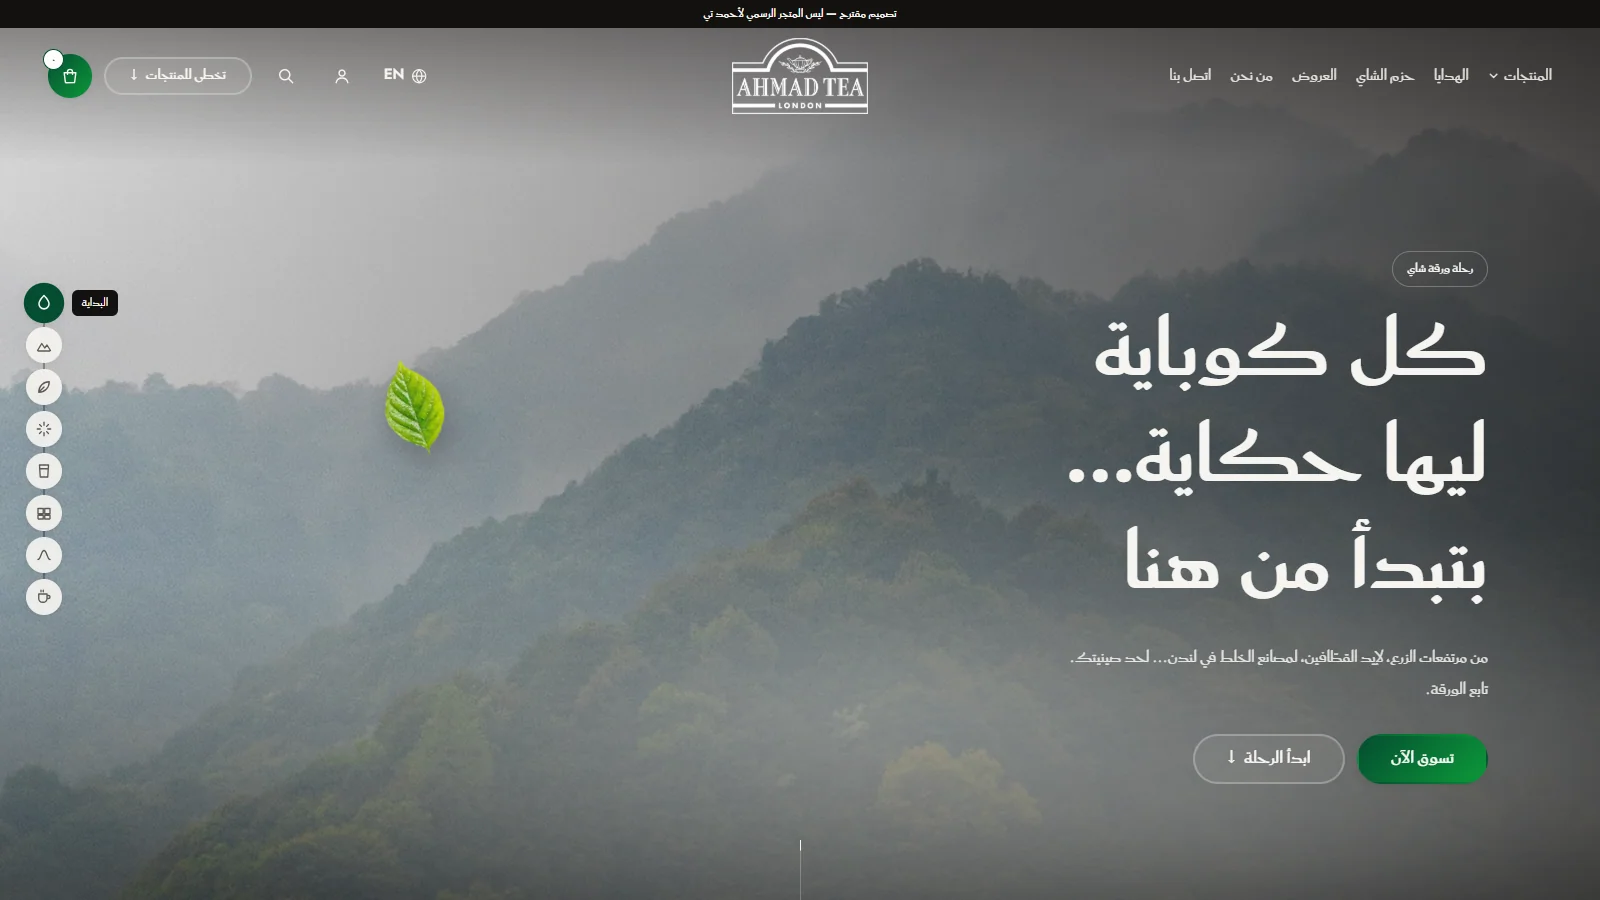 تصميم مقترح — ليس المتجر الرسمي لأحمد تي
المنتجات
الهدايا
حزم الشاي
العروض
من نحن
اتصل بنا
AHMAD TEA
LONDON
EN
تخطى للمنتجات ↓
٠
رحلة ورقة شاي
كل كوباية
ليها حكاية...
بتبدأ من هنا
من مرتفعات الزرع، لإيد القطّافين، لمصانع الخلط في لندن... لحد صينيتك.
تابع الورقة.
تسوق الآن
ابدأ الرحلة ↓
البداية